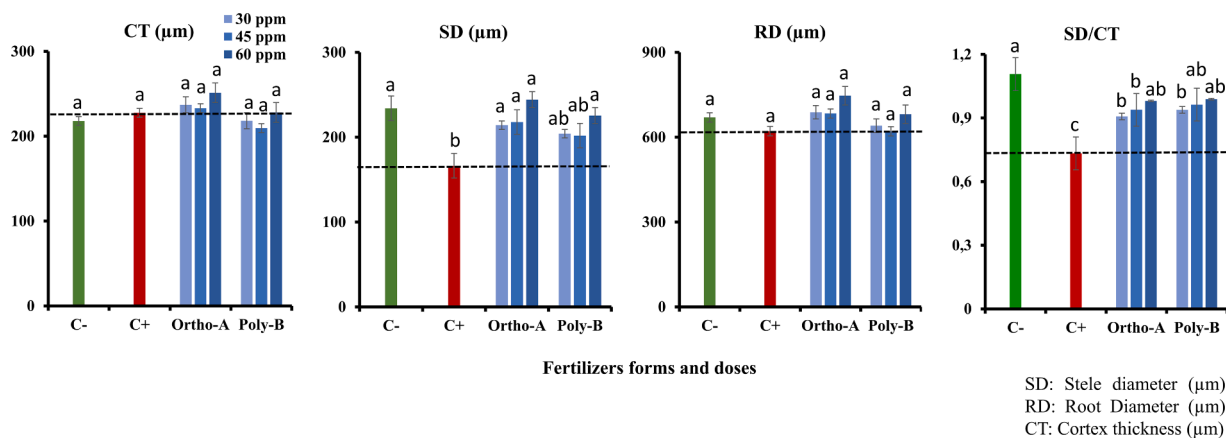 CT (µm)
30 ppm
45 ppm
60 ppm
300
200
100
0
a
a
a
a
a
a
a
a
C-
C+
Ortho-A
Poly-B
SD (µm)
300
200
100
0
a
b
a
a
a
ab
ab
a
C-
C+
Ortho-A
Poly-B
RD (µm)
900
600
300
0
a
a
a
a
a
a
a
a
C-
C+
Ortho-A
Poly-B
SD/CT
1,2
0,9
0,6
0,3
0
a
c
b
b
ab
b
ab
ab
C-
C+
Ortho-A
Poly-B
Fertilizers forms and doses
SD: Stele diameter (µm)
RD: Root Diameter (µm)
CT: Cortex thickness (µm)